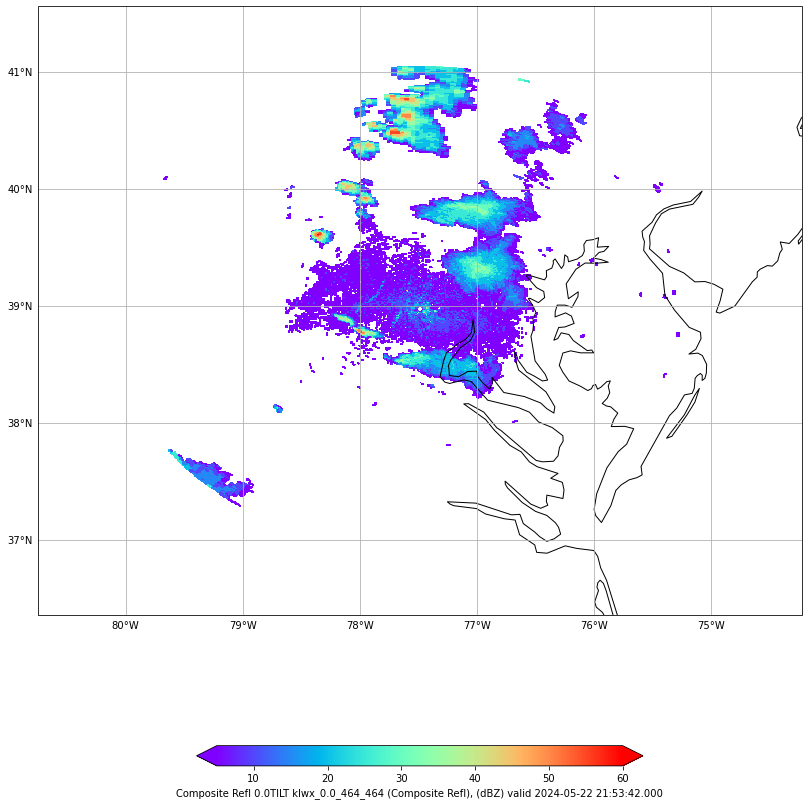 41°N
40°N
39°N
38°N
37°N
80°W 79°W 78°W 77°W 76°W 75°W
10 20 30 40 50 60
Composite Refl 0.0TILT klwx_0.0_464_464 (Composite Refl), (dBZ) valid 2024-05-22 21:53:42.000